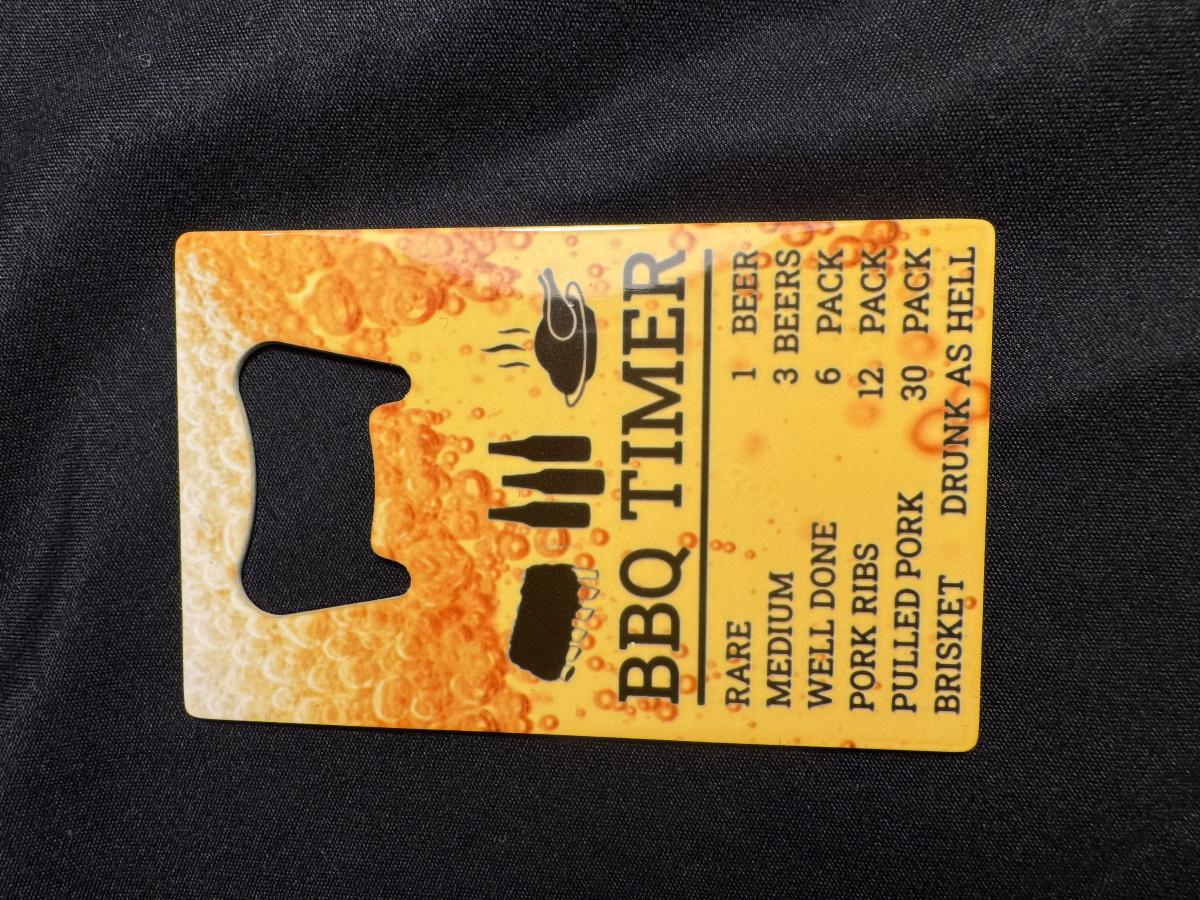 BBQ TIMER
RARE 1 BEER
MEDIUM 3 BEERS
WELL DONE 6 PACK
PORK RIBS 12 PACK
PULLED PORK 30 PACK
BRISKET DRUNK AS HELL